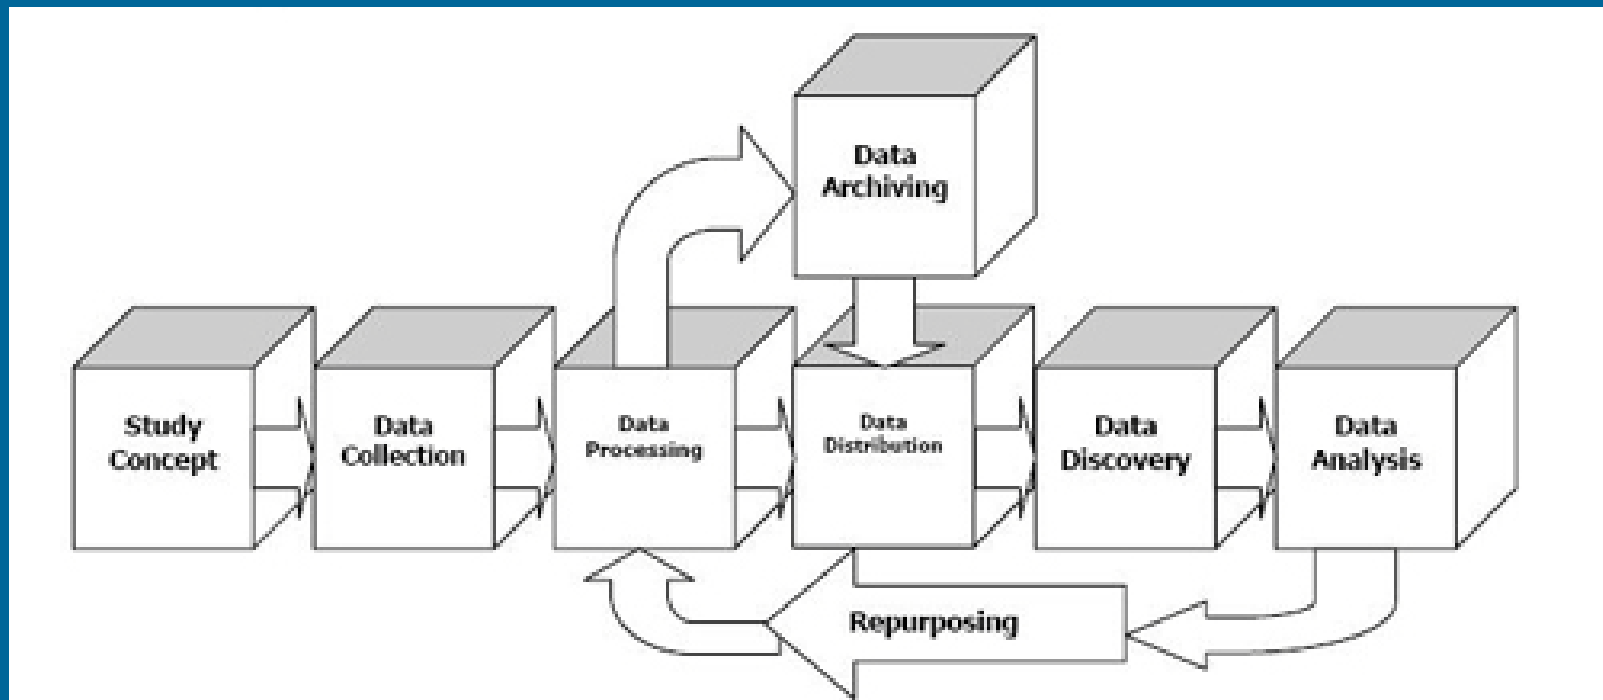 Data
Archiving
Study
Concept
Data
Collection
Data
Processing
Data
Distribution
Data
Discovery
Data
Analysis
Repurposing